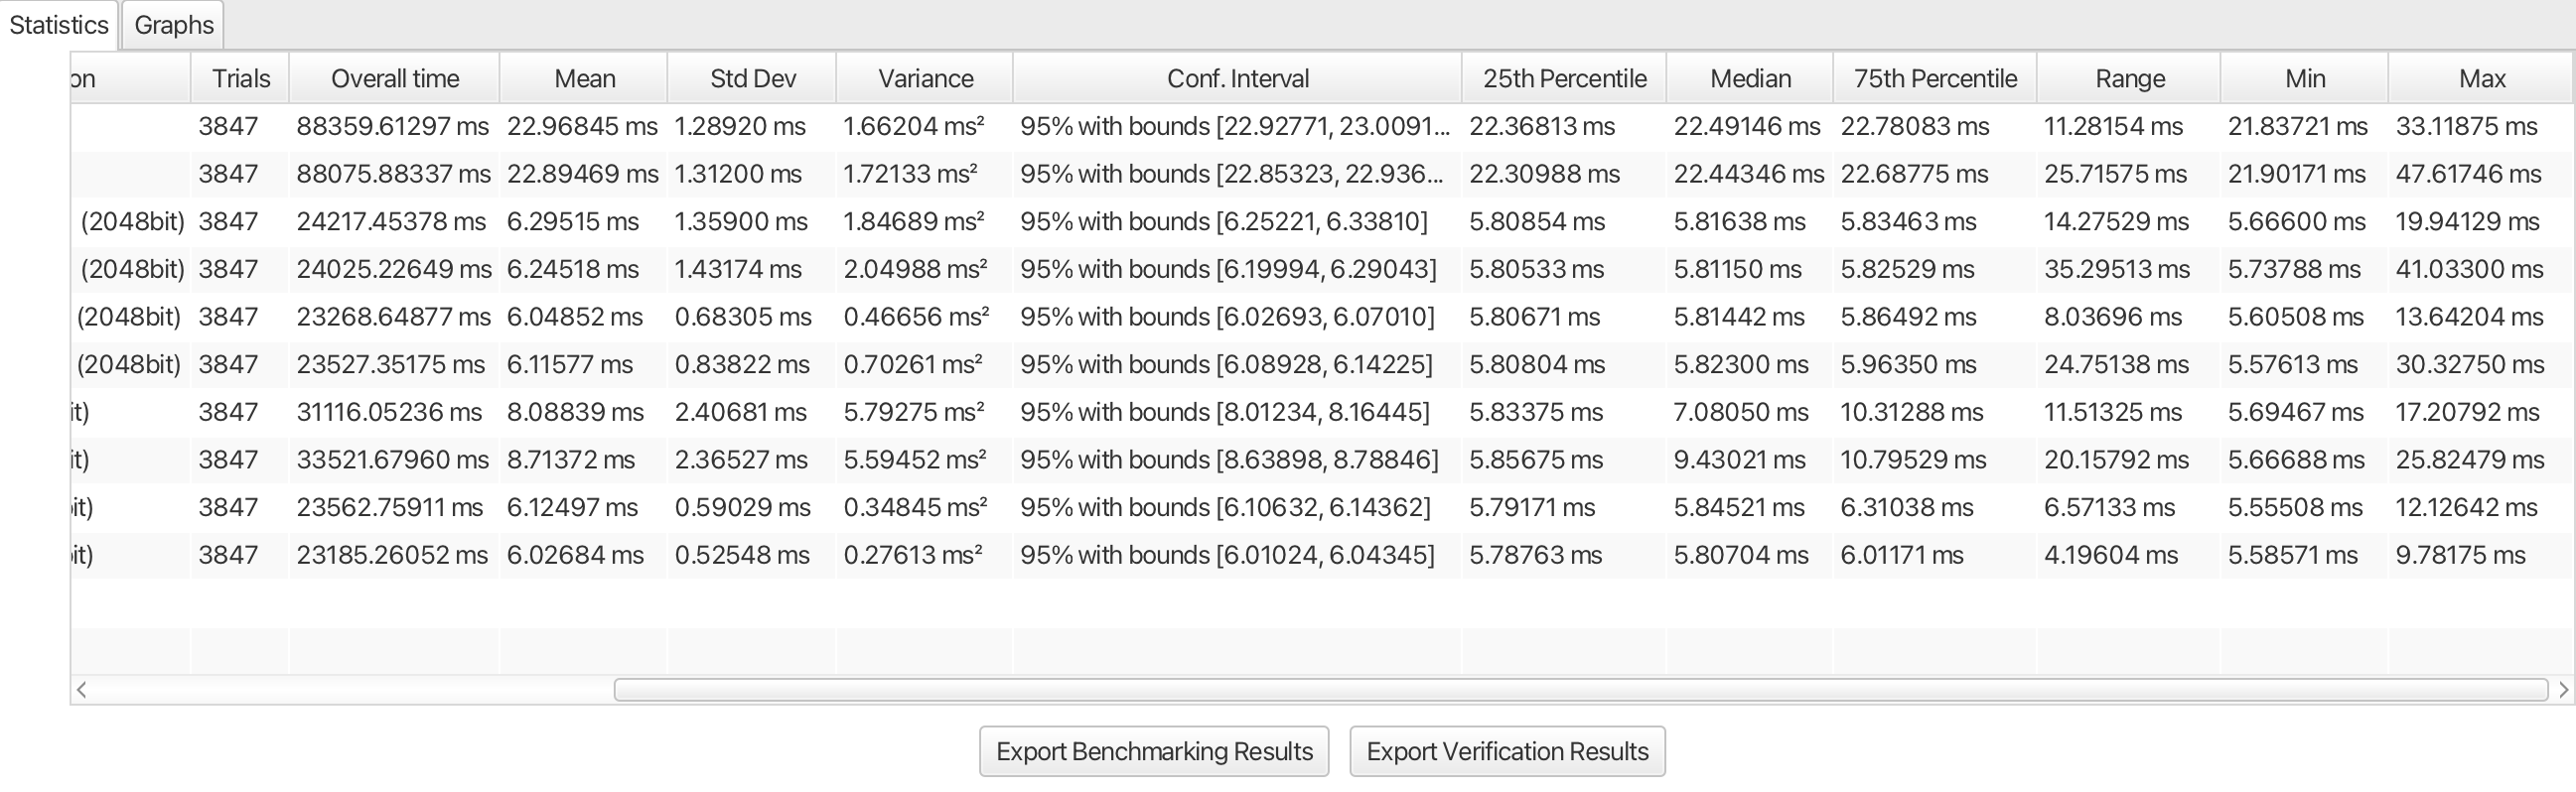 Statistics Graphs
on Trials Overall time Mean Std Dev Variance Conf. Interval 25th Percentile Median 75th Percentile Range Min Max
3847 88359.61297 ms 22.96845 ms 1.28920 ms 1.66204 ms² 95% with bounds [22.92771, 23.0091... 22.36813 ms 22.49146 ms 22.78083 ms 11.28154 ms 21.83721 ms 33.11875 ms
3847 88075.88337 ms 22.89469 ms 1.31200 ms 1.72133 ms² 95% with bounds [22.85323, 22.936... 22.30988 ms 22.44346 ms 22.68775 ms 25.71575 ms 21.90171 ms 47.61746 ms
(2048bit) 3847 24217.45378 ms 6.29515 ms 1.35900 ms 1.84689 ms² 95% with bounds [6.25221, 6.33810] 5.80854 ms 5.81638 ms 5.83463 ms 14.27529 ms 5.66600 ms 19.94129 ms
(2048bit) 3847 24025.22649 ms 6.24518 ms 1.43174 ms 2.04988 ms² 95% with bounds [6.19994, 6.29043] 5.80533 ms 5.81150 ms 5.82529 ms 35.29513 ms 5.73788 ms 41.03300 ms
(2048bit) 3847 23268.64877 ms 6.04852 ms 0.68305 ms 0.46656 ms² 95% with bounds [6.02693, 6.07010] 5.80671 ms 5.81442 ms 5.86492 ms 8.03696 ms 5.60508 ms 13.64204 ms
(2048bit) 3847 23527.35175 ms 6.11577 ms 0.83822 ms 0.70261 ms² 95% with bounds [6.08928, 6.14225] 5.80804 ms 5.82300 ms 5.96350 ms 24.75138 ms 5.57613 ms 30.32750 ms
it) 3847 31116.05236 ms 8.08839 ms 2.40681 ms 5.79275 ms² 95% with bounds [8.01234, 8.16445] 5.83375 ms 7.08050 ms 10.31288 ms 11.51325 ms 5.69467 ms 17.20792 ms
it) 3847 33521.67960 ms 8.71372 ms 2.36527 ms 5.59452 ms² 95% with bounds [8.63898, 8.78846] 5.85675 ms 9.43021 ms 10.79529 ms 20.15792 ms 5.66688 ms 25.82479 ms
it) 3847 23562.75911 ms 6.12497 ms 0.59029 ms 0.34845 ms² 95% with bounds [6.10632, 6.14362] 5.79171 ms 5.84521 ms 6.31038 ms 6.57133 ms 5.55508 ms 12.12642 ms
it) 3847 23185.26052 ms 6.02684 ms 0.52548 ms 0.27613 ms² 95% with bounds [6.01024, 6.04345] 5.78763 ms 5.80704 ms 6.01171 ms 4.19604 ms 5.58571 ms 9.78175 ms
Export Benchmarking Results Export Verification Results